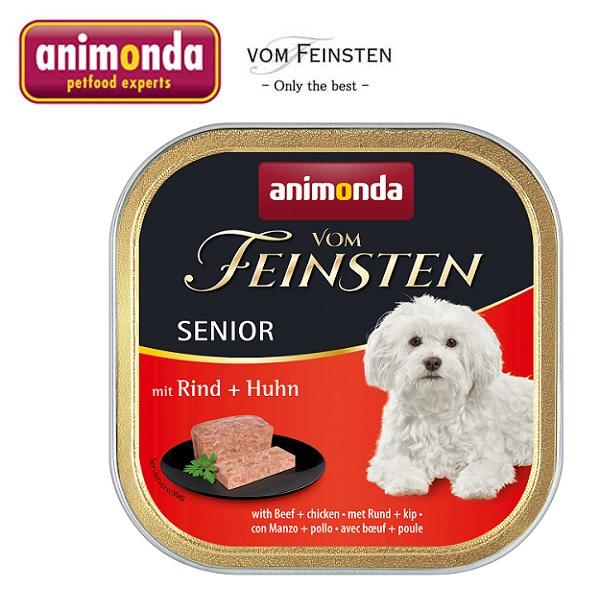 animonda
petfood experts
VOM FEINSTEN
– Only the best –
animonda
VOM
FEINSTEN
SENIOR
mit Rind + Huhn
Serviervorschlag
with Beef + chicken • met Rund + kip •
con Manzo + pollo • avec bœuf + poule